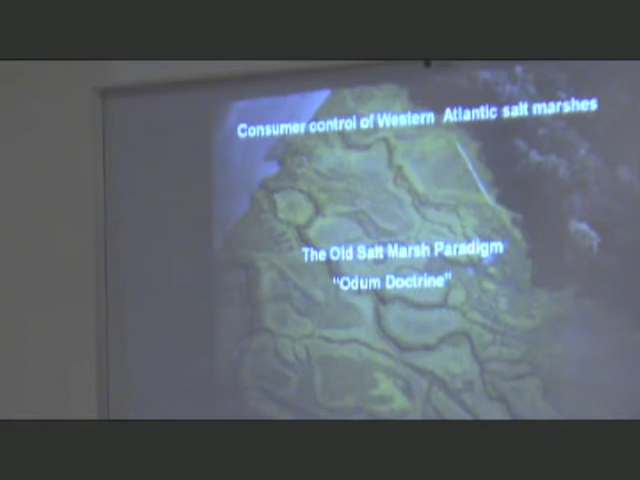 Consumer control of Western Atlantic salt marshes
The Old Salt Marsh Paradigm
"Odum Doctrine"